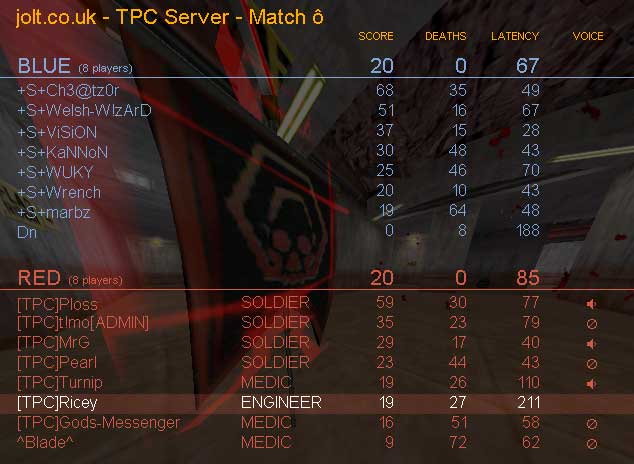 jolt.co.uk - TPC Server - Match ô
SCORE DEATHS LATENCY VOICE
BLUE (8 players) 20 0 67
+S+Ch3@tz0r 68 35 49
+S+Welsh-W!zArD 51 16 67
+S+ViSiON 37 15 28
+S+KaNNoN 30 48 43
+S+WUKY 25 46 70
+S+Wrench 20 10 43
+S+marbz 19 64 48
Dn 0 8 188
RED (8 players) 20 0 85
[TPC]Ploss SOLDIER 59 30 77
[TPC]t!mo[ADMIN] SOLDIER 35 23 79
[TPC]MrG SOLDIER 29 17 40
[TPC]Pearl SOLDIER 23 44 43
[TPC]Turnip MEDIC 19 26 110
[TPC]Ricey ENGINEER 19 27 211
[TPC]Gods-Messenger MEDIC 16 51 58
^Blade^ MEDIC 9 72 62